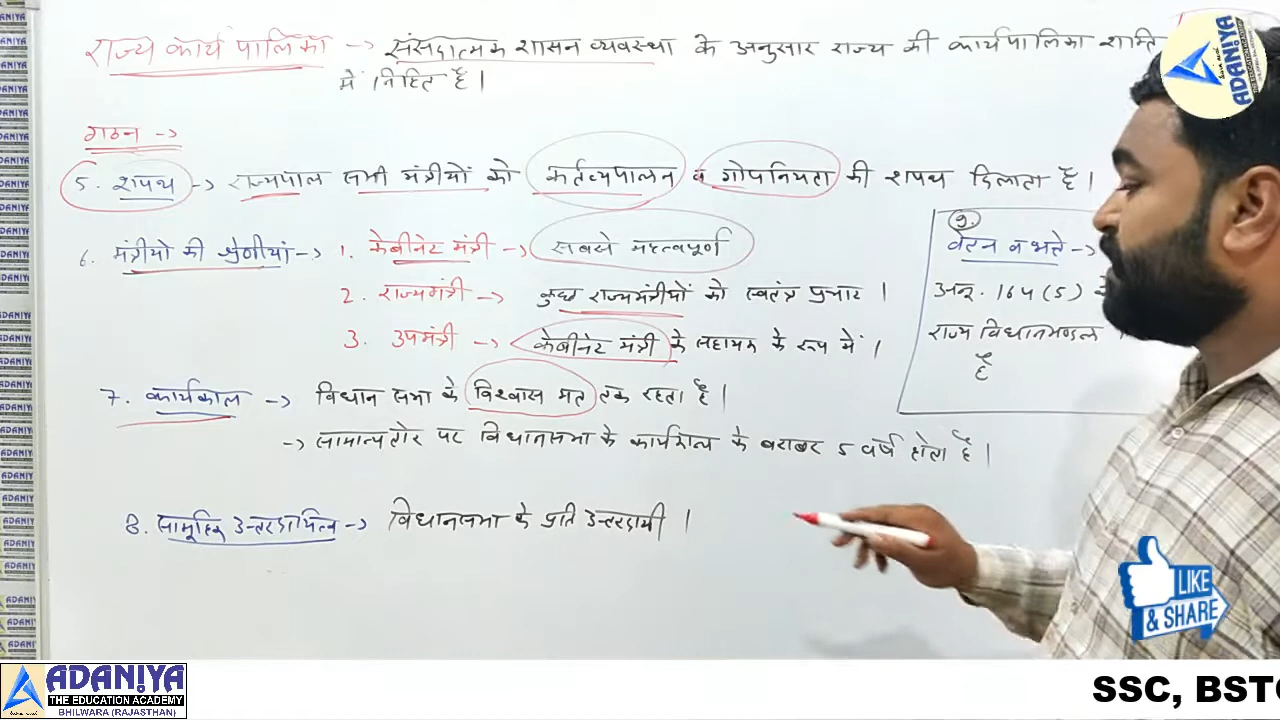 राज्य कार्य पालिका -> संसदात्मक शासन व्यवस्था के अनुसार राज्य की कार्यपालिका शक्ति
में निहित है।
गठन ->
5. शपथ -> राज्यपाल सभी मंत्रीयों को कर्तव्यपालन व गोपनियता की शपथ दिलाता है।
6. मंत्रीयो की श्रेणीयां -> 1. केबीनेट मंत्री -> सबसे महत्वपूर्ण
2. राज्यमंत्री -> कुछ राज्यमंत्रीयों को स्वतंत्र प्रचार।
3. उपमंत्री -> केबीनेट मंत्री के सहायक के रूप में।
7. कार्यकाल -> विधान सभा के विश्वास मत तक रहता है।
-> सामान्यतोर पर विधानसभा के कार्यकाल के बराबर 5 वर्ष होता है।
8. सामूहिक उत्तरदायित्व -> विधानसभा के प्रति उत्तरदायी।
9.
वेतन व भत्ते ->
अनु. 164(5)
राज्य विधानमण्डल
है
ADANIYA
LIKE
& SHARE
ADANIYA
THE EDUCATION ACADEMY
BHILWARA (RAJASTHAN)
SSC, BST